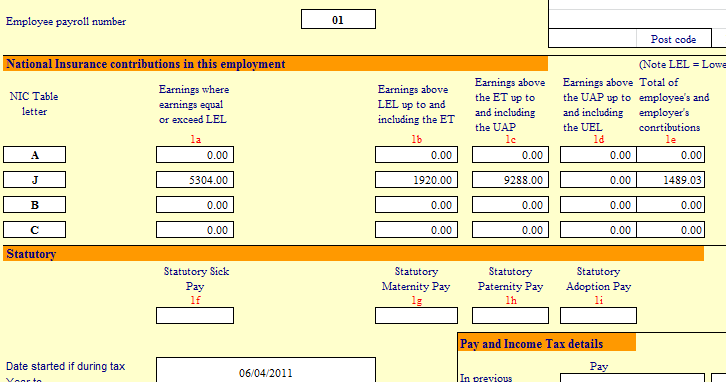 Employee payroll number
01
Post code
National Insurance contributions in this employment
(Note LEL = Lowe
NIC Table
letter
Earnings where
earnings equal
or exceed LEL
Earnings above
LEL up to and
including the ET
Earnings above
the ET up to
and including
the UAP
Earnings above
the UAP up to
and including
the UEL
Total of
employee's and
employer's
conrtibutions
1a 1b 1c 1d 1e
A 0.00 0.00 0.00 0.00 0.00
J 5304.00 1920.00 9288.00 0.00 1489.03
B 0.00 0.00 0.00 0.00 0.00
C 0.00 0.00 0.00 0.00 0.00
Statutory
Statutory Sick
Pay
1f
Statutory
Maternity Pay
1g
Statutory
Paternity Pay
1h
Statutory
Adoption Pay
1i
Pay and Income Tax details
Date started if during tax
06/04/2011
Pay
In previous